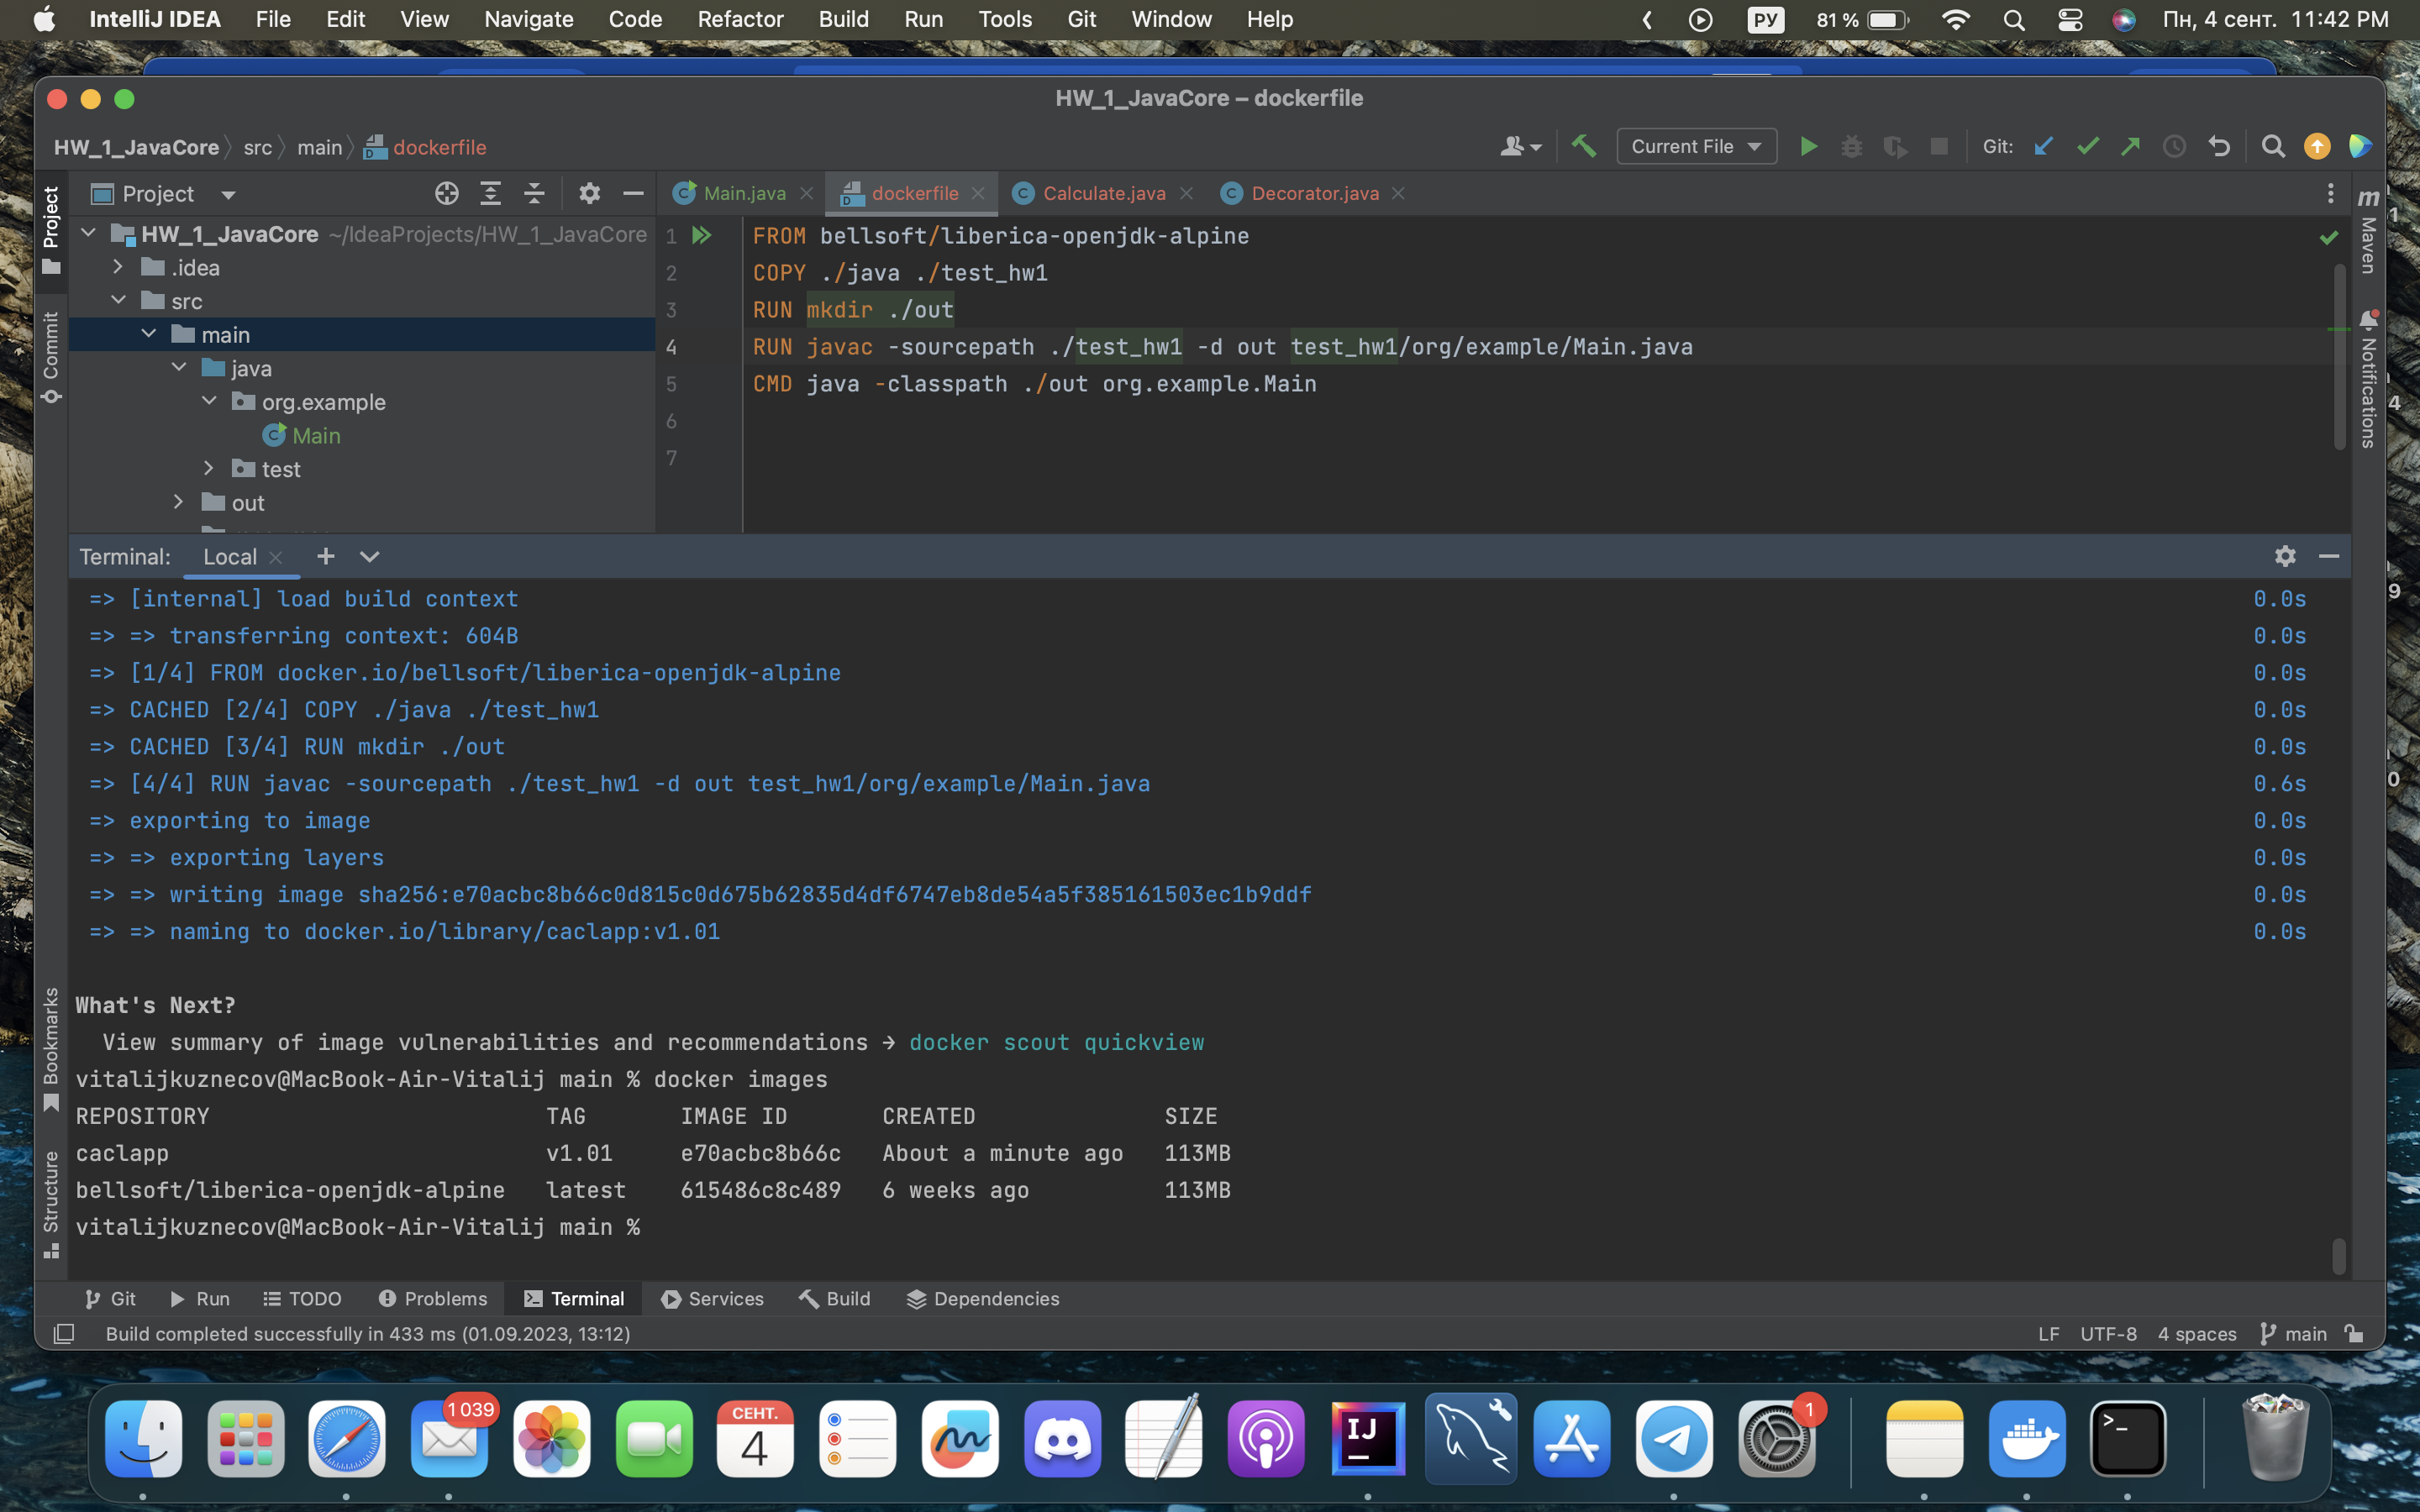 IntelliJ IDEA File Edit View Navigate Code Refactor Build Run Tools Git Window Help РУ 81 % Пн, 4 сент. 11:42 PM
HW_1_JavaCore – dockerfile
HW_1_JavaCore src main dockerfile Current File Git:
Project Main.java dockerfile Calculate.java Decorator.java
HW_1_JavaCore ~/IdeaProjects/HW_1_JavaCore
.idea
src
main
java
org.example
Main
test
out
1 FROM bellsoft/liberica-openjdk-alpine
2 COPY ./java ./test_hw1
3 RUN mkdir ./out
4 RUN javac -sourcepath ./test_hw1 -d out test_hw1/org/example/Main.java
5 CMD java -classpath ./out org.example.Main
6
7
Project
Commit
Bookmarks
Structure
Maven
Notifications
Terminal: Local
=> [internal] load build context 0.0s
=> => transferring context: 604B 0.0s
=> [1/4] FROM docker.io/bellsoft/liberica-openjdk-alpine 0.0s
=> CACHED [2/4] COPY ./java ./test_hw1 0.0s
=> CACHED [3/4] RUN mkdir ./out 0.0s
=> [4/4] RUN javac -sourcepath ./test_hw1 -d out test_hw1/org/example/Main.java 0.6s
=> exporting to image 0.0s
=> => exporting layers 0.0s
=> => writing image sha256:e70acbc8b66c0d815c0d675b62835d4df6747eb8de54a5f385161503ec1b9ddf 0.0s
=> => naming to docker.io/library/caclapp:v1.01 0.0s
What's Next?
View summary of image vulnerabilities and recommendations → docker scout quickview
vitalijkuznecov@MacBook-Air-Vitalij main % docker images
REPOSITORY TAG IMAGE ID CREATED SIZE
caclapp v1.01 e70acbc8b66c About a minute ago 113MB
bellsoft/liberica-openjdk-alpine latest 615486c8c489 6 weeks ago 113MB
vitalijkuznecov@MacBook-Air-Vitalij main %
Git Run TODO Problems Terminal Services Build Dependencies
Build completed successfully in 433 ms (01.09.2023, 13:12) LF UTF-8 4 spaces main
1 039
СЕНТ.
4
IJ
1